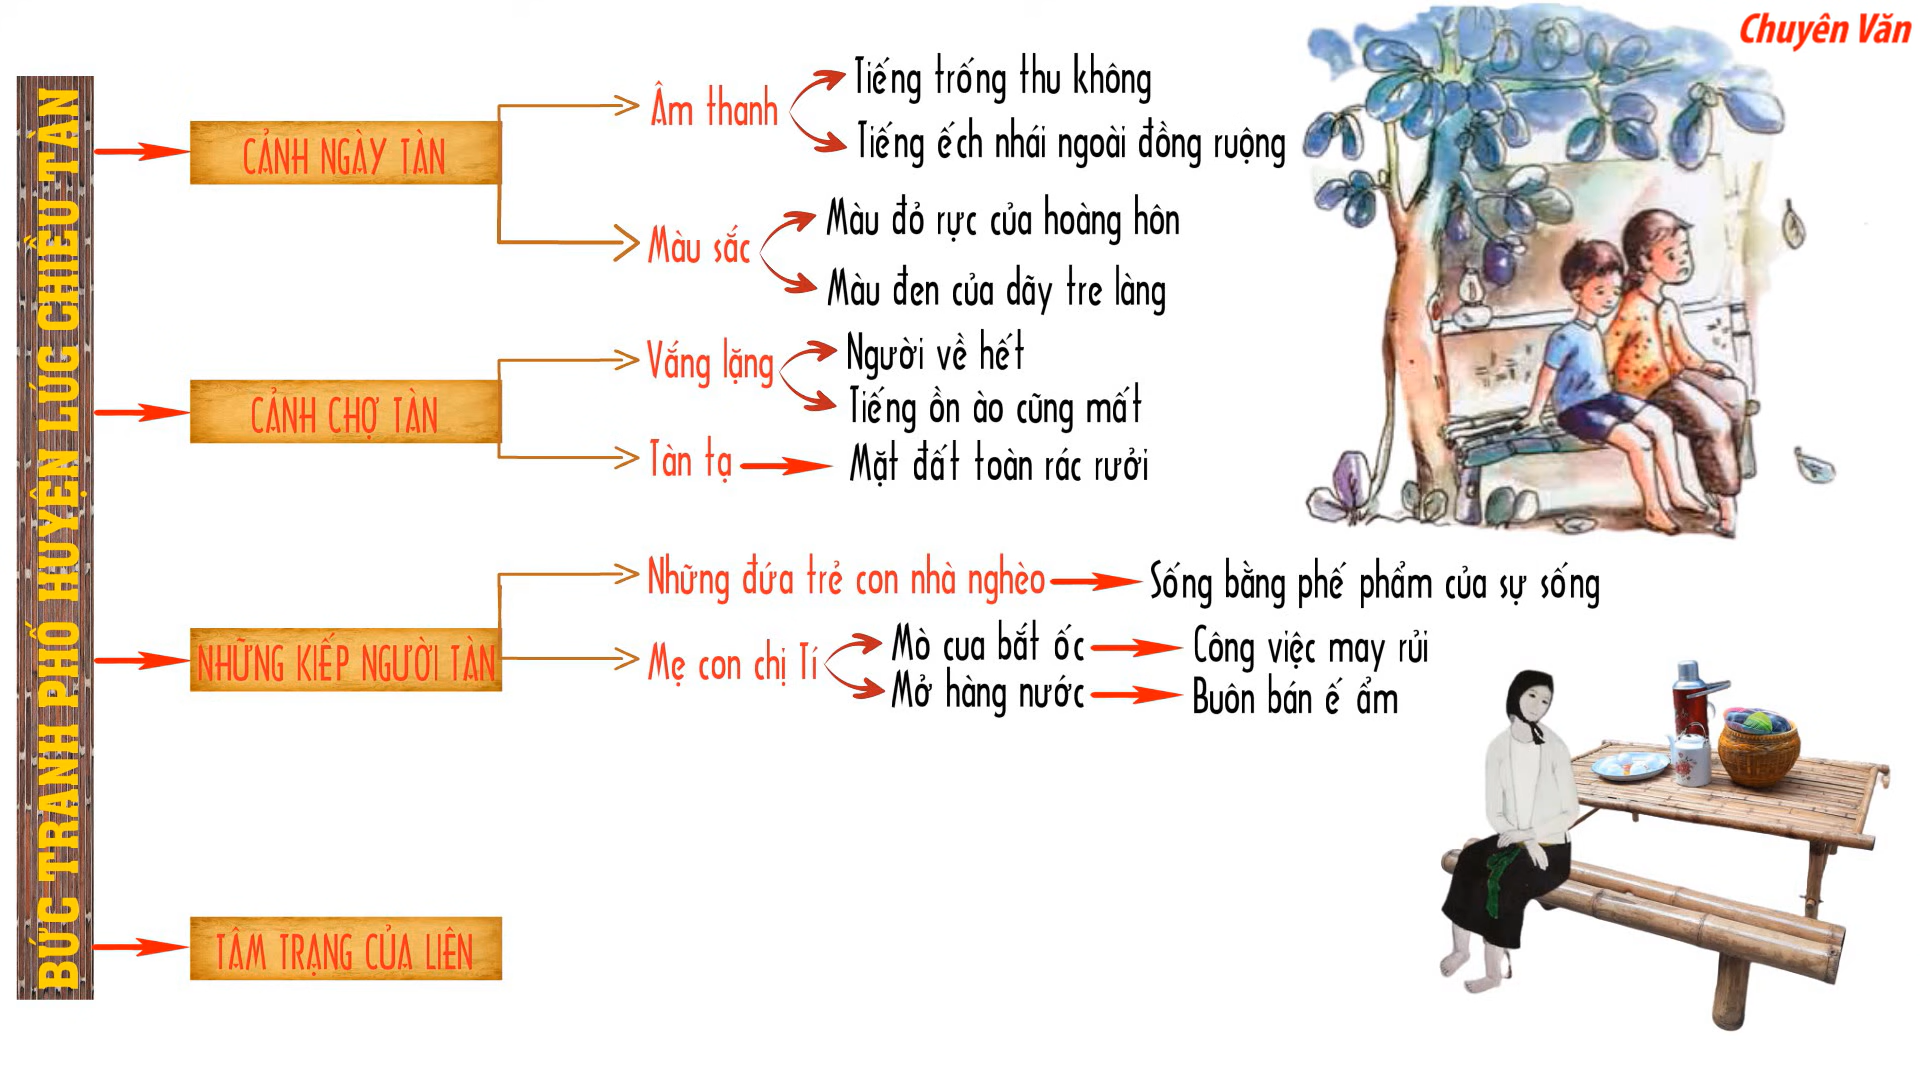 Chuyên Văn
BỨC TRANH PHỐ HUYỆN LÚC CHIỀU TÀN
CẢNH NGÀY TÀN
Âm thanh
Tiếng trống thu không
Tiếng ếch nhái ngoài đồng ruộng
Màu sắc
Màu đỏ rực của hoàng hôn
Màu đen của dãy tre làng
CẢNH CHỢ TÀN
Vắng lặng
Người về hết
Tiếng ồn ào cũng mất
Tàn tạ
Mặt đất toàn rác rưởi
NHỮNG KIẾP NGƯỜI TÀN
Những đứa trẻ con nhà nghèo
Sống bằng phế phẩm của sự sống
Mẹ con chị Tí
Mò cua bắt ốc
Công việc may rủi
Mở hàng nước
Buôn bán ế ẩm
TÂM TRẠNG CỦA LIÊN